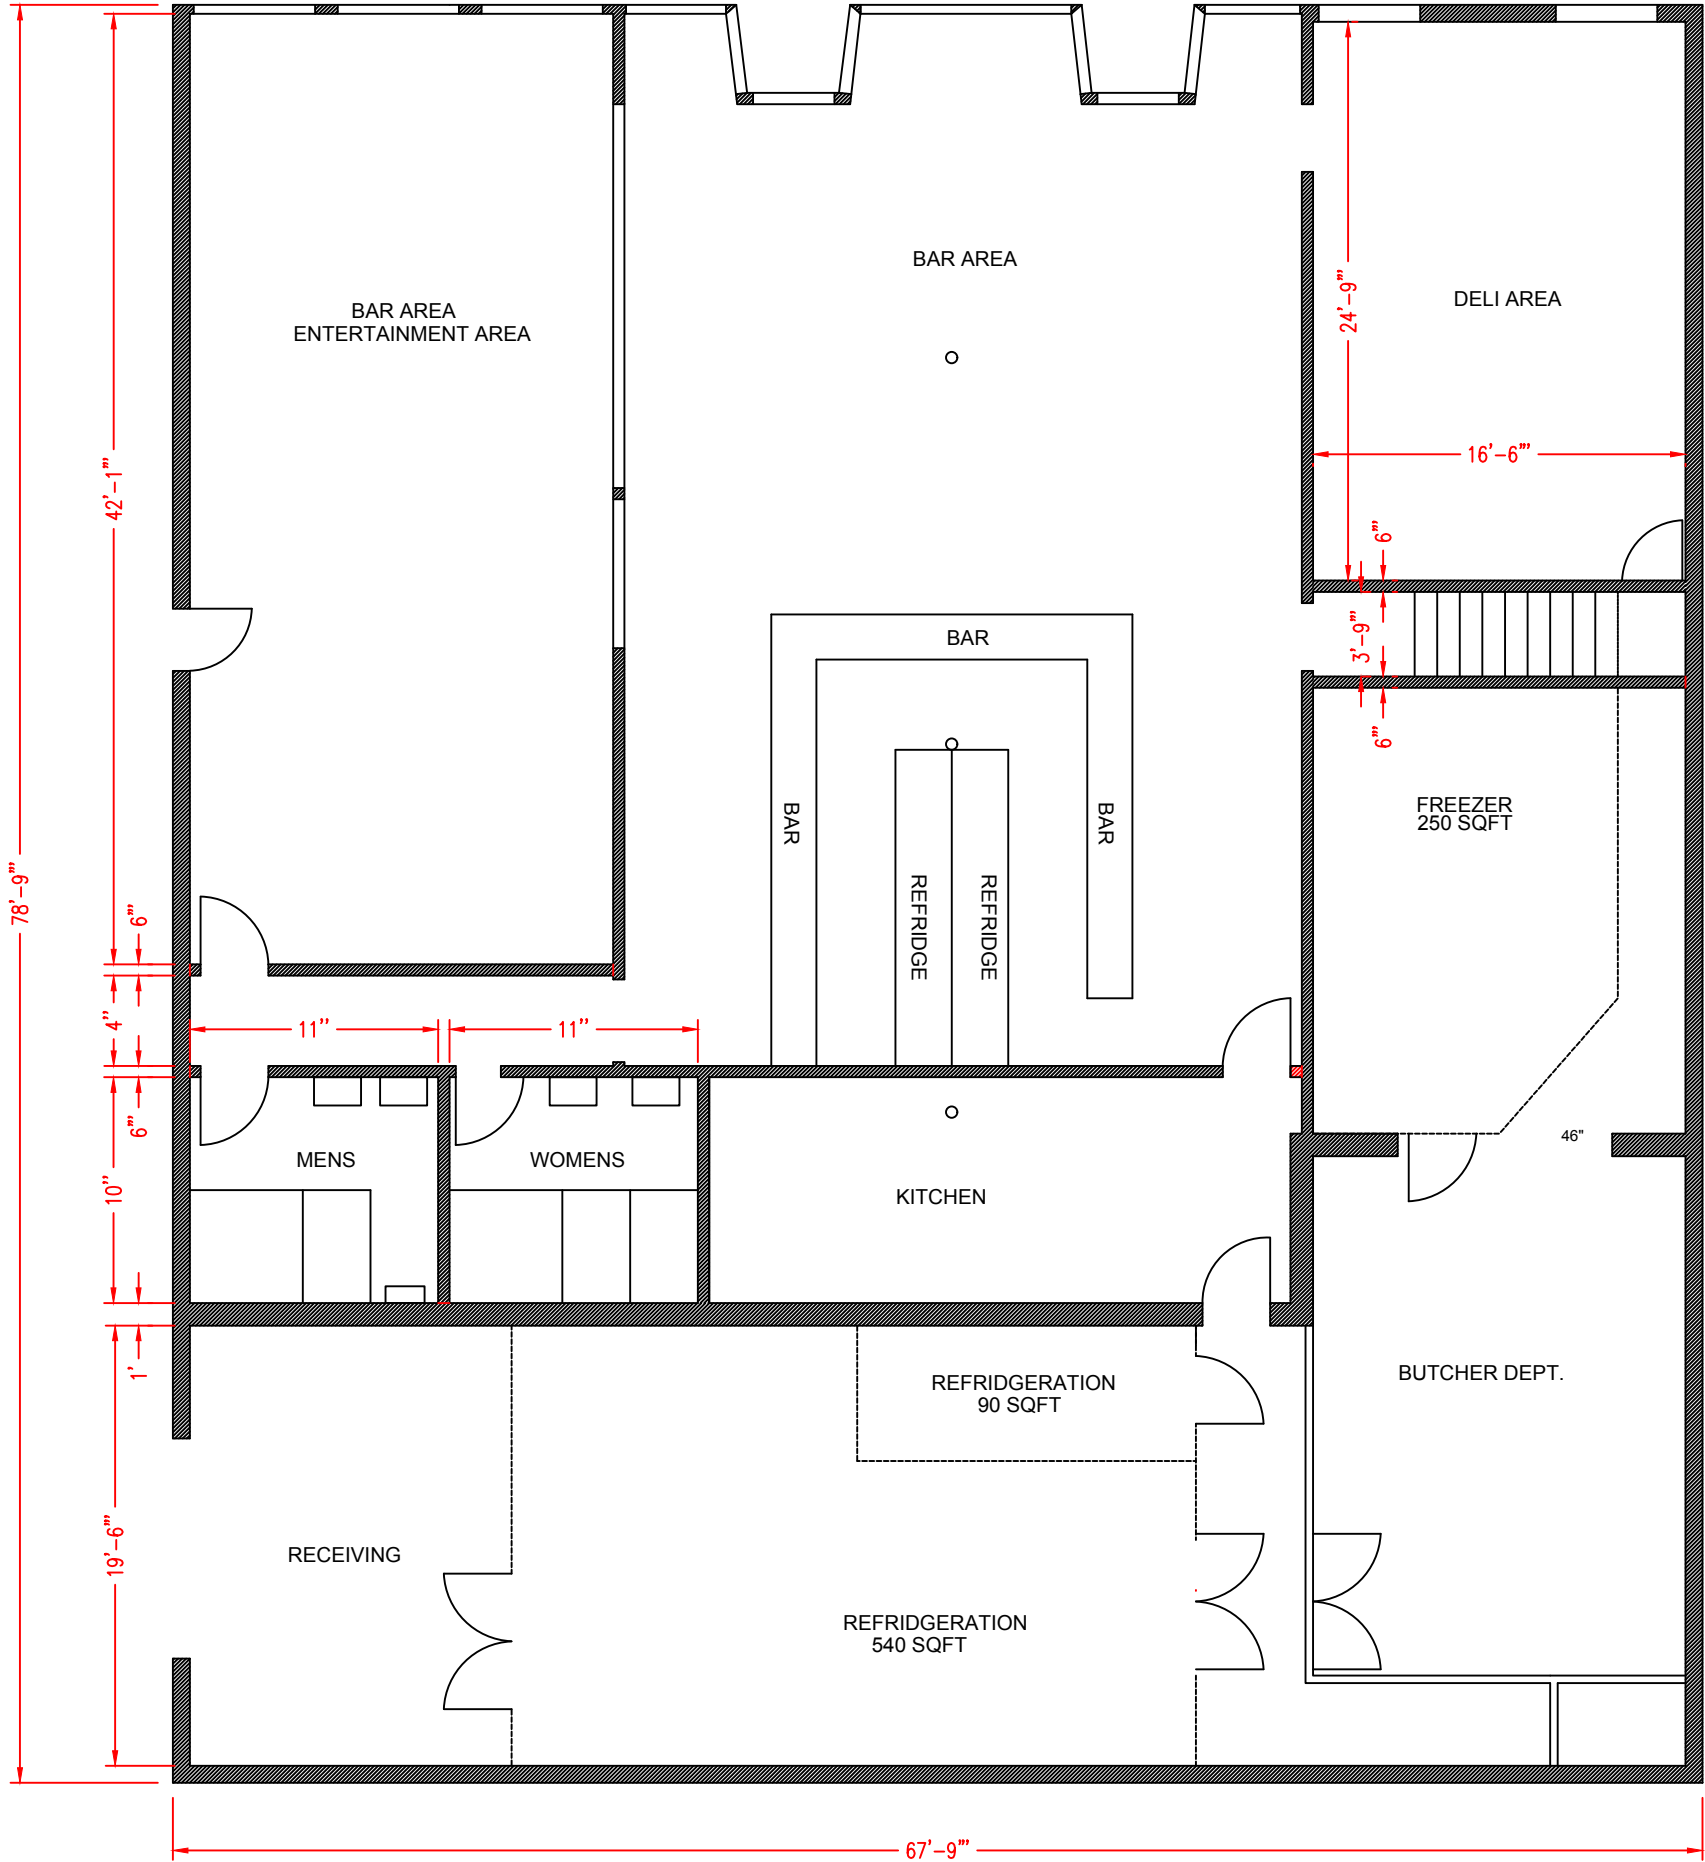 BAR AREA
BAR AREA
ENTERTAINMENT AREA
DELI AREA
24'-9"'
42'-1"'
16'-6"'
6"'
3'-9"'
6"'
BAR
BAR
BAR
FREEZER
250 SQFT
REFRIDGE
REFRIDGE
78'-9"'
6"'
4''
11''
11''
6"'
46"
MENS
WOMENS
KITCHEN
10''
1'
REFRIDGERATION
90 SQFT
BUTCHER DEPT.
19'-6"'
RECEIVING
REFRIDGERATION
540 SQFT
67'-9"'